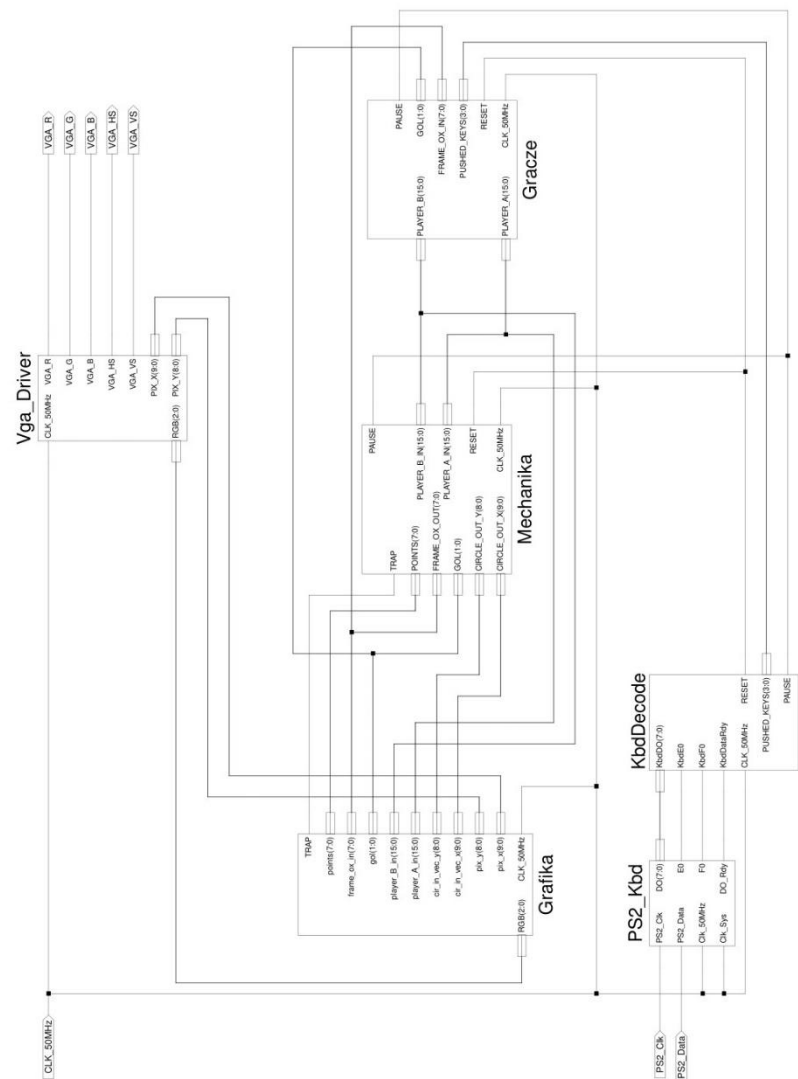 CLK_50MHz
PS2_Clk
PS2_Data
Vga_Driver
CLK_50MHz
RGB(2:0)
VGA_R
VGA_G
VGA_B
VGA_HS
VGA_VS
PIX_X(9:0)
PIX_Y(8:0)
VGA_R
VGA_G
VGA_B
VGA_HS
VGA_VS
Grafika
RGB(2:0)
TRAP
points(7:0)
frame_ox_in(7:0)
gol(1:0)
player_B_in(15:0)
player_A_in(15:0)
cir_in_vec_y(8:0)
cir_in_vec_x(9:0)
pix_y(8:0)
pix_x(9:0)
CLK_50MHz
Mechanika
TRAP
POINTS(7:0)
FRAME_OX_OUT(7:0)
GOL(1:0)
CIRCLE_OUT_Y(8:0)
CIRCLE_OUT_X(9:0)
PAUSE
PLAYER_B_IN(15:0)
PLAYER_A_IN(15:0)
RESET
CLK_50MHz
Gracze
PLAYER_B(15:0)
PLAYER_A(15:0)
PAUSE
GOL(1:0)
FRAME_OX_IN(7:0)
PUSHED_KEYS(3:0)
RESET
CLK_50MHz
PS2_Kbd
PS2_Clk
PS2_Data
Clk_50MHz
Clk_Sys
DO(7:0)
E0
F0
DO_Rdy
KbdDecode
KbdDO(7:0)
KbdE0
KbdF0
KbdDataRdy
CLK_50MHz
RESET
PUSHED_KEYS(3:0)
PAUSE